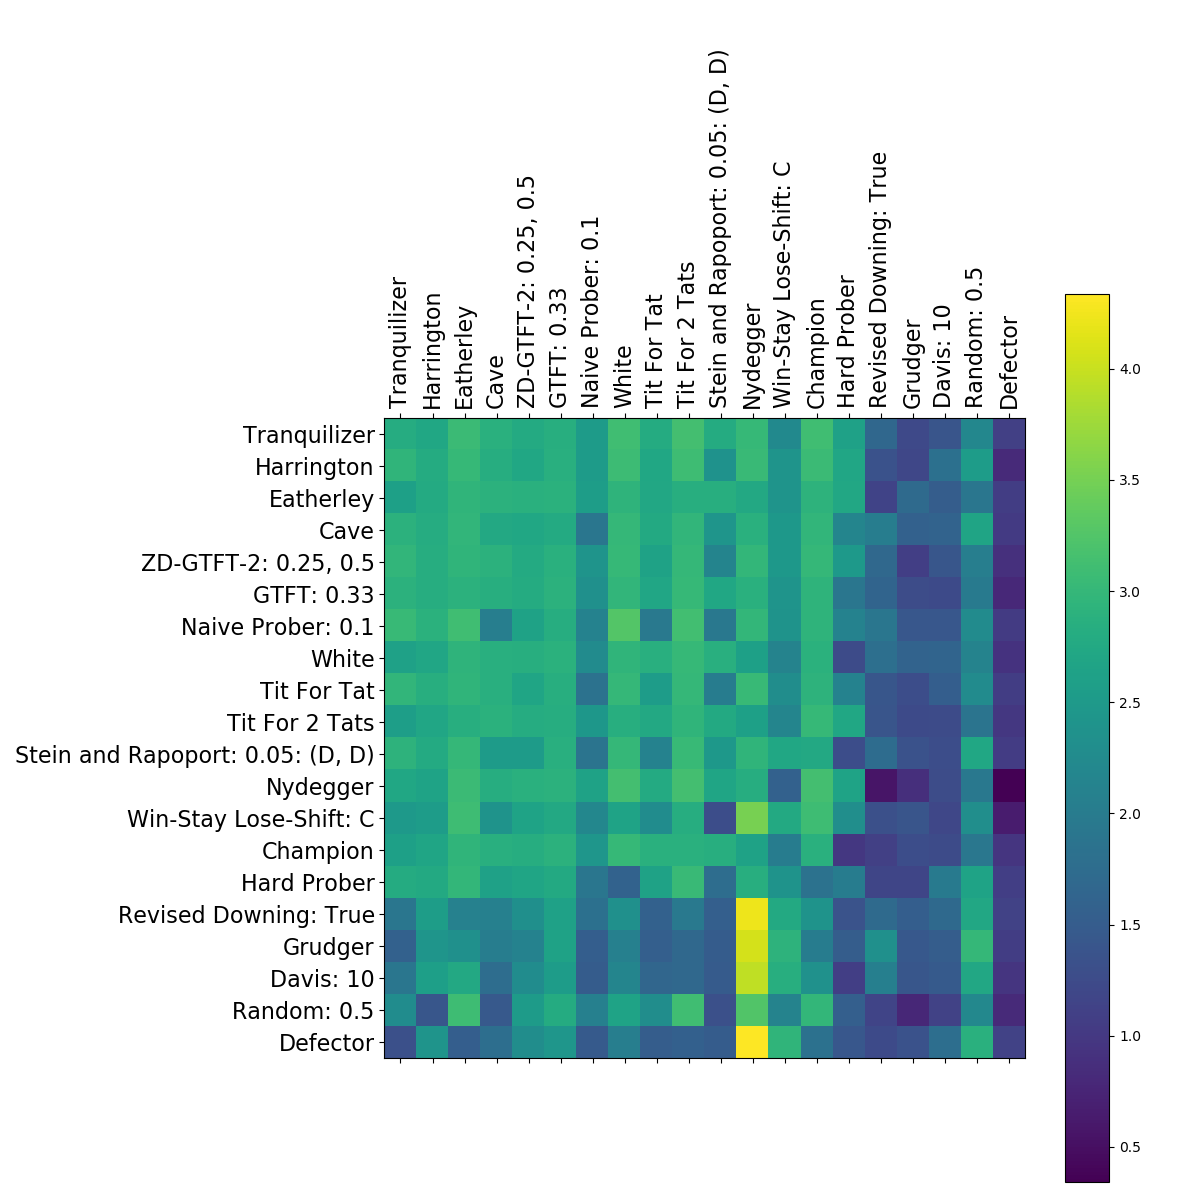 Tranquilizer
Harrington
Eatherley
Cave
ZD-GTFT-2: 0.25, 0.5
GTFT: 0.33
Naive Prober: 0.1
White
Tit For Tat
Tit For 2 Tats
Stein and Rapoport: 0.05: (D, D)
Nydegger
Win-Stay Lose-Shift: C
Champion
Hard Prober
Revised Downing: True
Grudger
Davis: 10
Random: 0.5
Defector
Tranquilizer
Harrington
Eatherley
Cave
ZD-GTFT-2: 0.25, 0.5
GTFT: 0.33
Naive Prober: 0.1
White
Tit For Tat
Tit For 2 Tats
Stein and Rapoport: 0.05: (D, D)
Nydegger
Win-Stay Lose-Shift: C
Champion
Hard Prober
Revised Downing: True
Grudger
Davis: 10
Random: 0.5
Defector
4.0
3.5
3.0
2.5
2.0
1.5
1.0
0.5